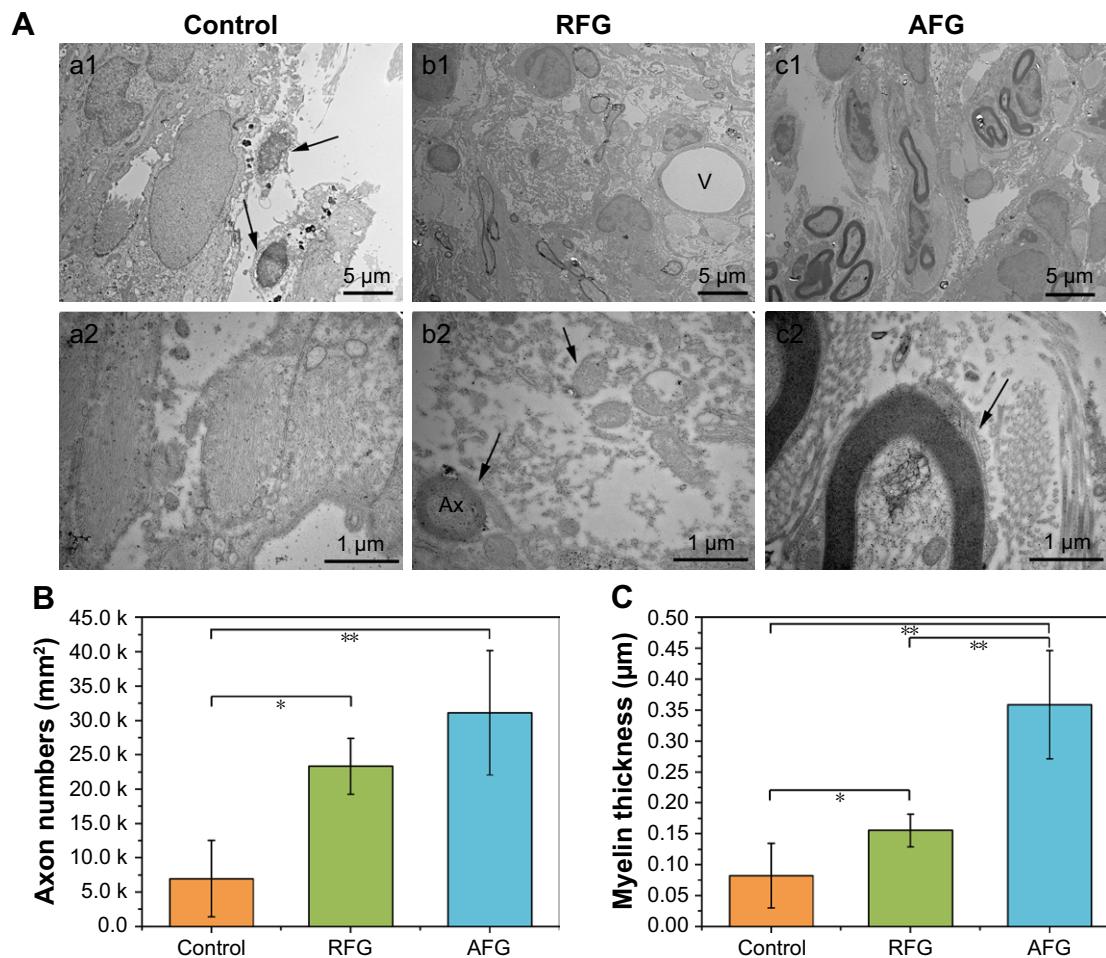 A
Control
RFG
AFG
a1
5 µm
b1
V
5 µm
c1
5 µm
a2
1 µm
b2
Ax
1 µm
c2
1 µm
B
Axon numbers (mm²)
45.0 k
40.0 k
35.0 k
30.0 k
25.0 k
20.0 k
15.0 k
10.0 k
5.0 k
0.0
**
*
Control
RFG
AFG
C
Myelin thickness (µm)
0.50
0.45
0.40
0.35
0.30
0.25
0.20
0.15
0.10
0.05
0.00
**
**
*
Control
RFG
AFG